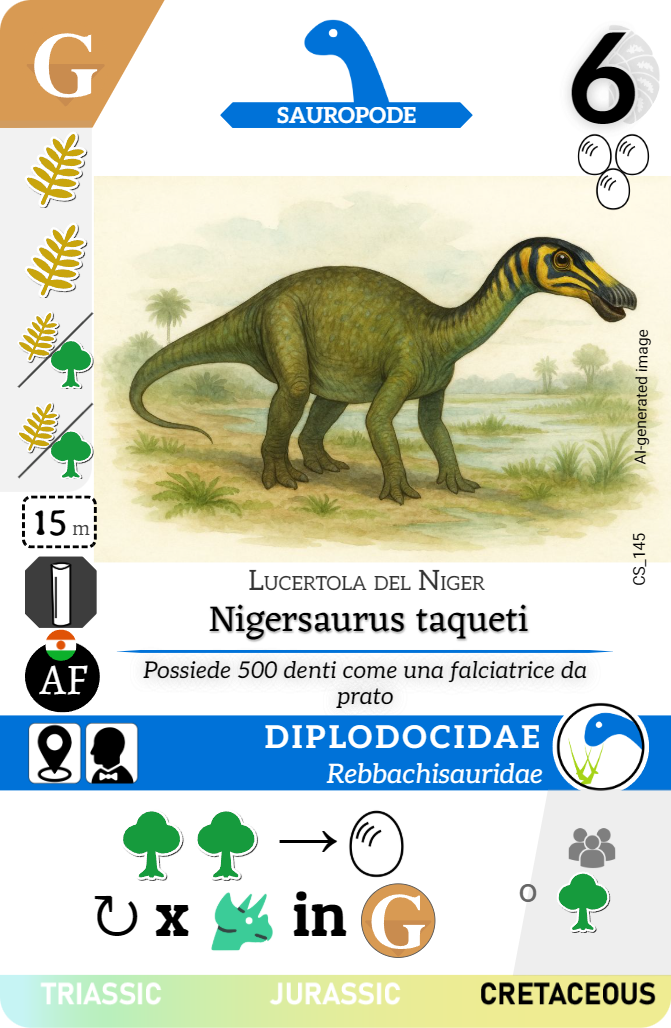 G
SAUROPODE
6
AI-generated image
15 m
CS_145
Lucertola del Niger
Nigersaurus taqueti
AF
Possiede 500 denti come una falciatrice da
prato
DIPLODOCIDAE
Rebbachisauridae
→
↻ x in G
o
TRIASSIC JURASSIC CRETACEOUS